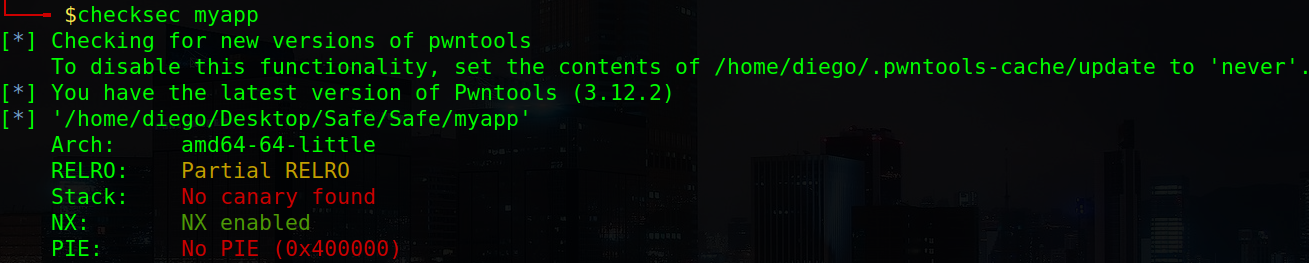 $checksec myapp
[*] Checking for new versions of pwntools
    To disable this functionality, set the contents of /home/diego/.pwntools-cache/update to 'never'.
[*] You have the latest version of Pwntools (3.12.2)
[*] '/home/diego/Desktop/Safe/Safe/myapp'
    Arch:     amd64-64-little
    RELRO:    Partial RELRO
    Stack:    No canary found
    NX:       NX enabled
    PIE:      No PIE (0x400000)